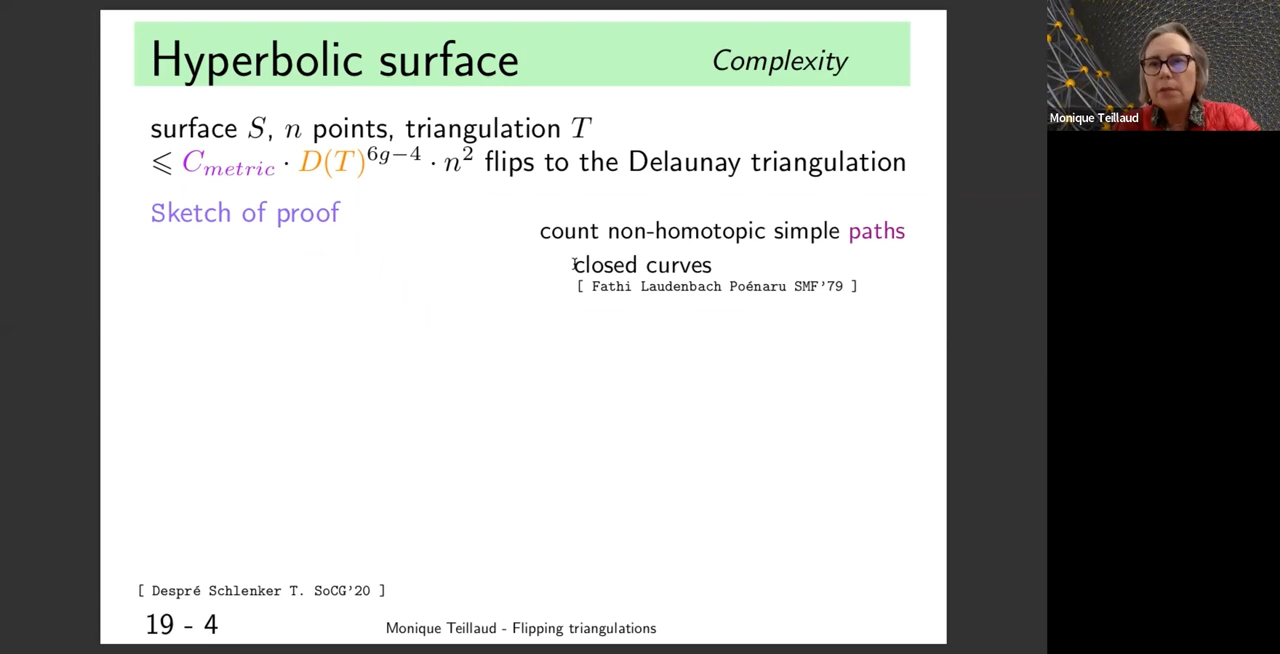 Hyperbolic surface
Complexity
surface S, n points, triangulation T
⩽ C_metric · D(T)^{6g−4} · n² flips to the Delaunay triangulation
Sketch of proof
count non-homotopic simple paths
closed curves
[ Fathi Laudenbach Poénaru SMF'79 ]
[ Despré Schlenker T. SoCG'20 ]
19 - 4
Monique Teillaud - Flipping triangulations
Monique Teillaud